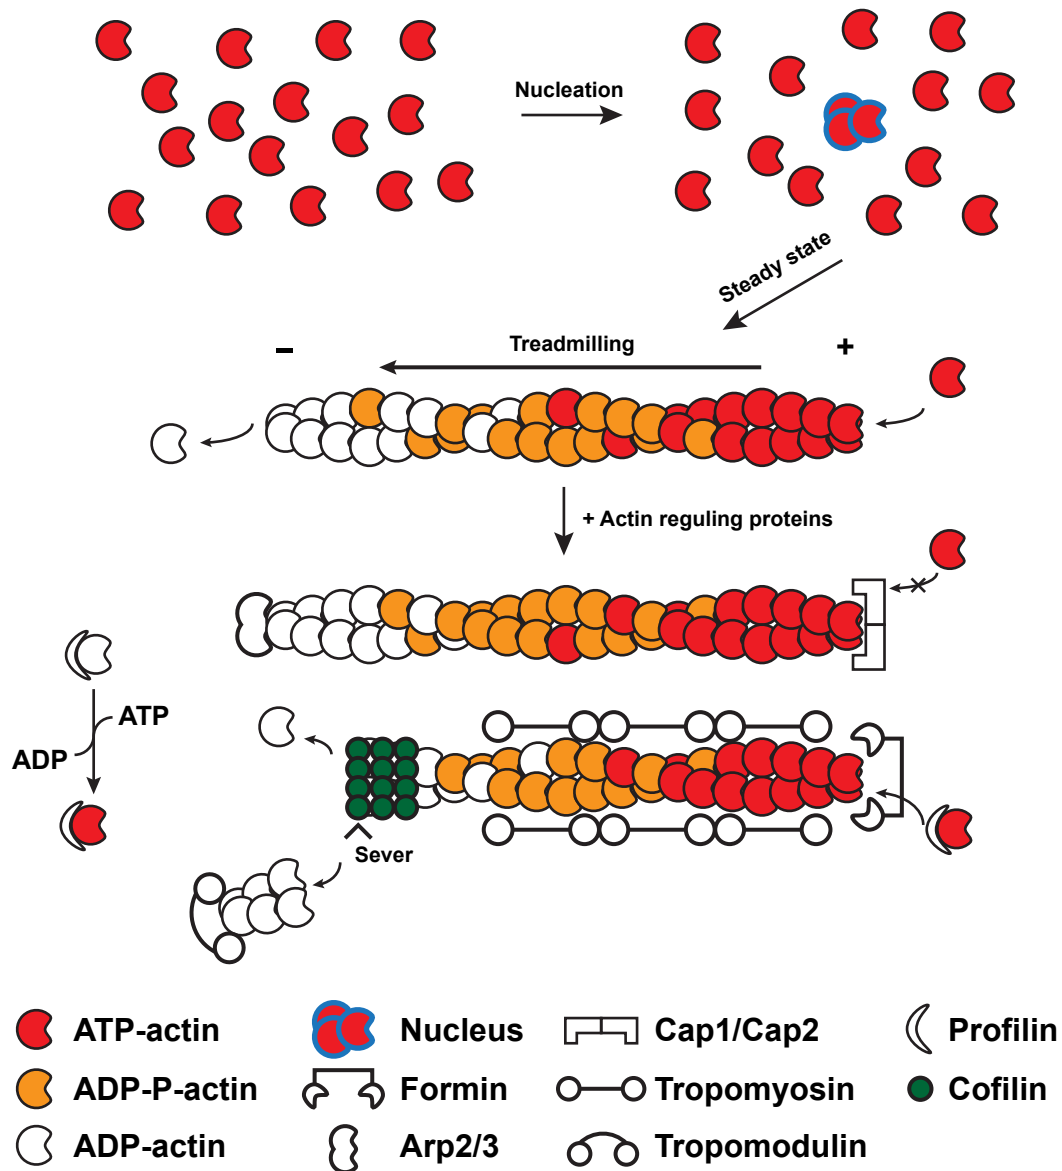 Nucleation
Steady state
− +
Treadmilling
+ Actin reguling proteins
ATP
ADP
Sever
ATP-actin Nucleus Cap1/Cap2 Profilin
ADP-P-actin Formin Tropomyosin Cofilin
ADP-actin Arp2/3 Tropomodulin